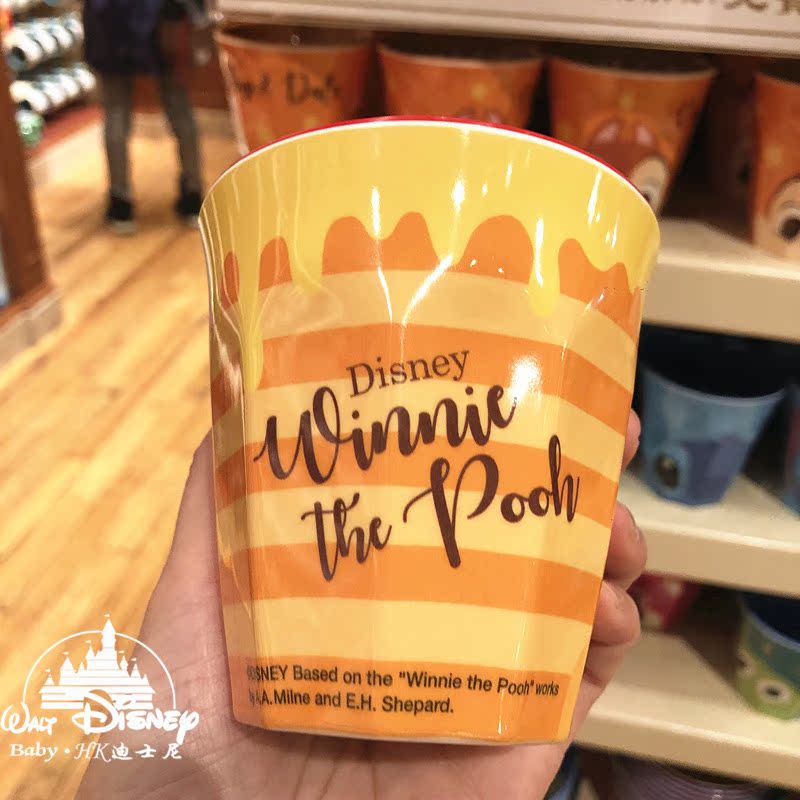 Disney
Winnie
the Pooh
DISNEY Based on the "Winnie the Pooh" works
A.Milne and E.H. Shepard.
WALT DISNEY
Baby·HK迪士尼